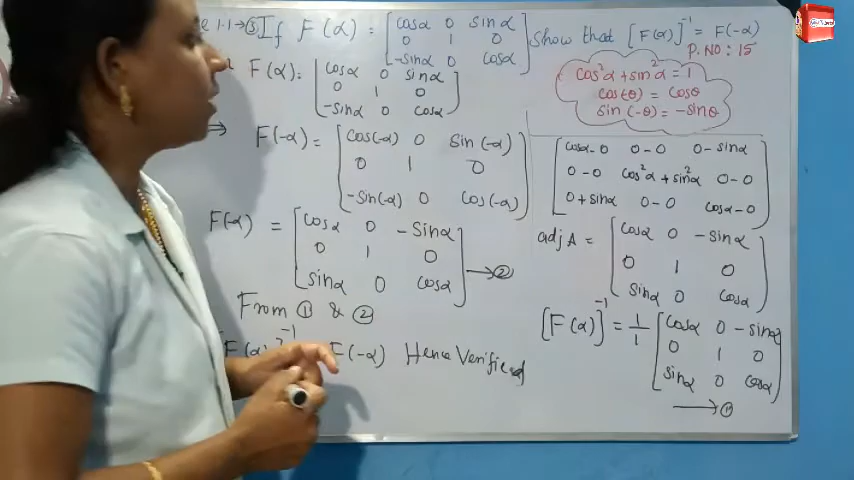 1.1 ⑤ If F(α) = [cosα 0 sinα
0 1 0
-sinα 0 cosα] show that [F(α)]⁻¹ = F(-α)
P.NO: 15
F(α): [cosα 0 sinα
0 1 0
-sinα 0 cosα]
⇒ F(-α) = [cos(-α) 0 sin(-α)
0 1 0
-sin(-α) 0 cos(-α)]
F(-α) = [cosα 0 -sinα
0 1 0
sinα 0 cosα] → ②
From ① & ②
F(α)]⁻¹ F(-α) Hence Verified
cos²α + sin²α = 1
cos(-θ) = cosθ
sin(-θ) = -sinθ
[cosα-0 0-0 0-sinα
0-0 cos²α+sin²α 0-0
0+sinα 0-0 cosα-0]
adj A = [cosα 0 -sinα
0 1 0
sinα 0 cosα]
[F(α)]⁻¹ = 1/1 [cosα 0 -sinα
0 1 0
sinα 0 cosα]
→ ①